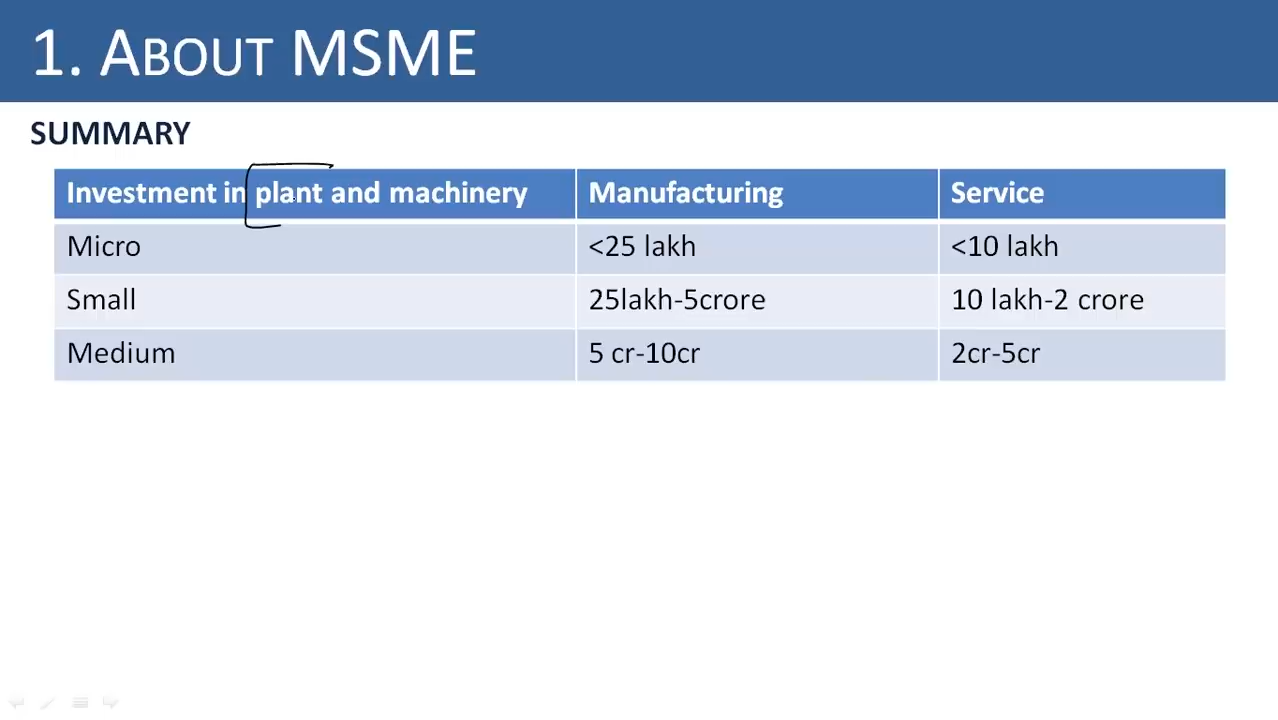 1. About MSME
SUMMARY
Investment in plant and machinery Manufacturing Service
Micro <25 lakh <10 lakh
Small 25lakh-5crore 10 lakh-2 crore
Medium 5 cr-10cr 2cr-5cr